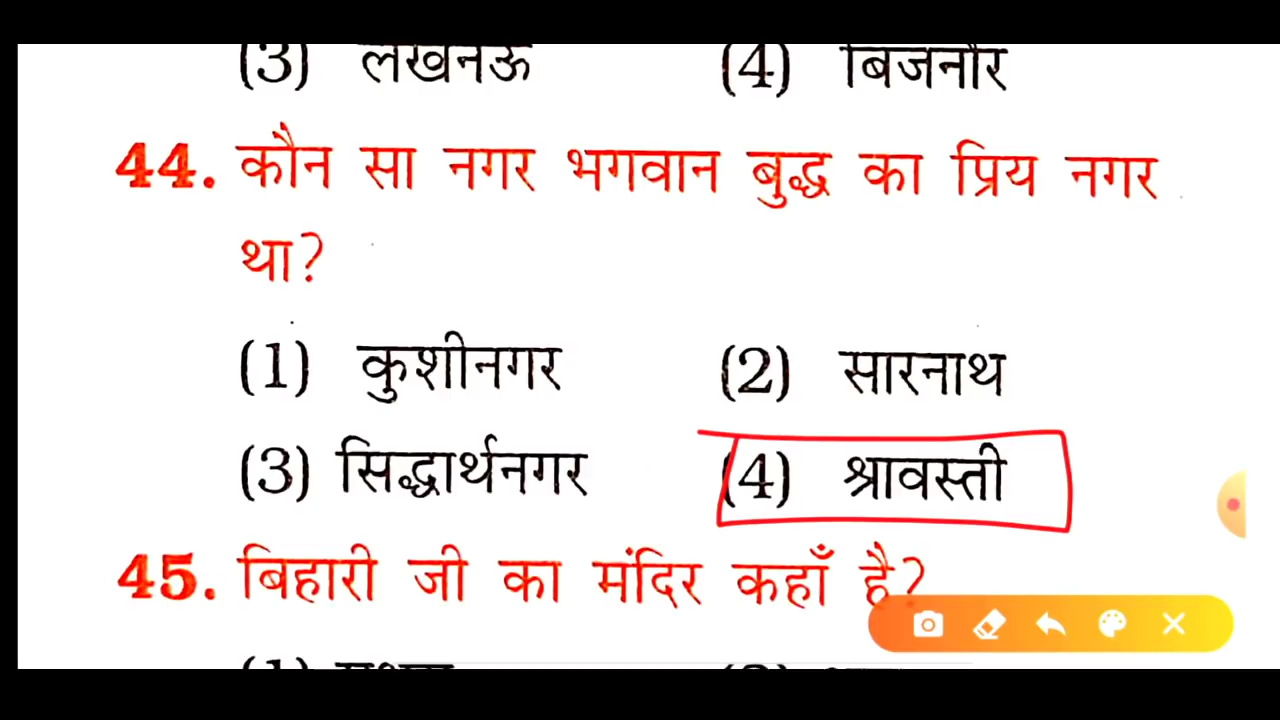 (3) लखनऊ (4) बिजनौर
44. कौन सा नगर भगवान बुद्ध का प्रिय नगर
था?
(1) कुशीनगर (2) सारनाथ
(3) सिद्धार्थनगर (4) श्रावस्ती
45. बिहारी जी का मंदिर कहाँ है?